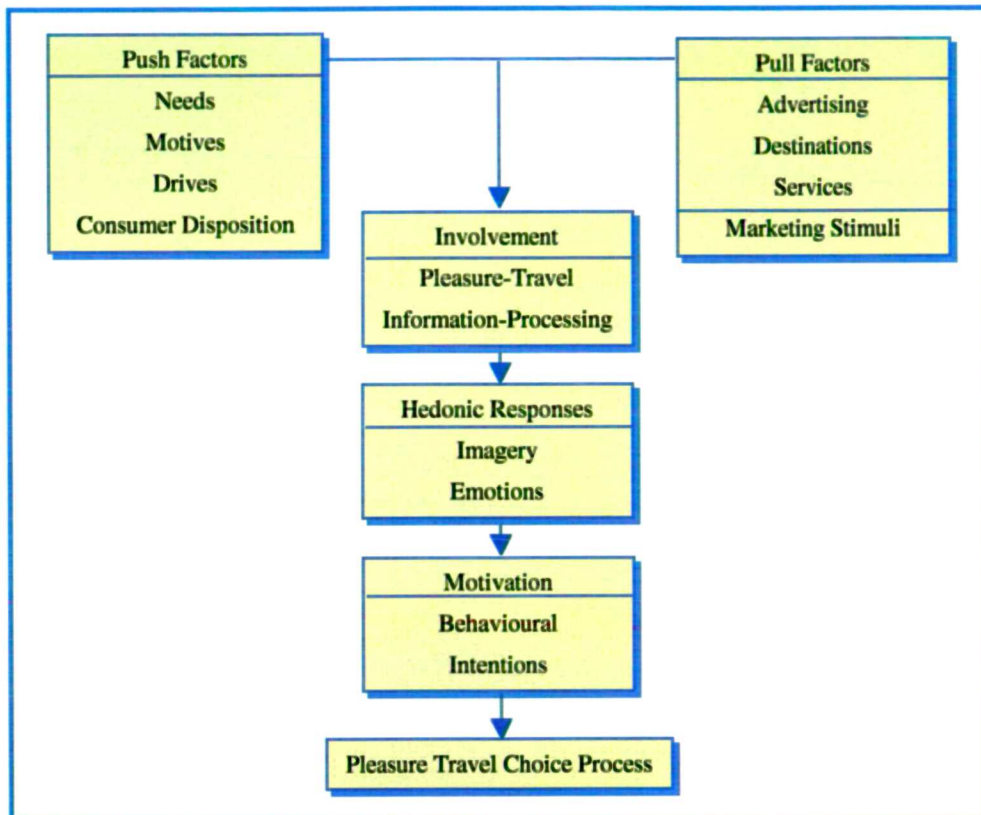 Push Factors
Needs
Motives
Drives
Consumer Disposition
Pull Factors
Advertising
Destinations
Services
Marketing Stimuli
Involvement
Pleasure-Travel
Information-Processing
Hedonic Responses
Imagery
Emotions
Motivation
Behavioural
Intentions
Pleasure Travel Choice Process